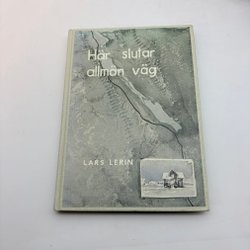 Här slutar
allmän väg
LARS LERIN